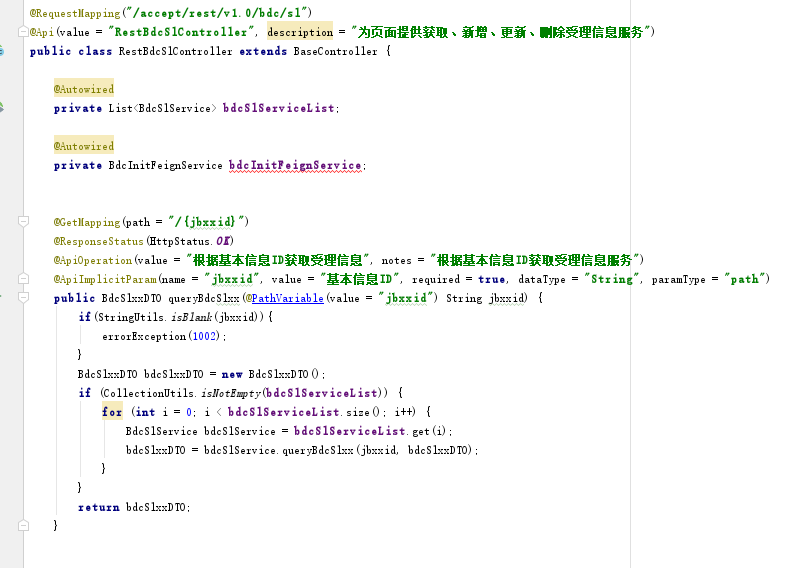 @RequestMapping("/accept/rest/v1.0/bdc/sl")
@Api(value = "RestBdcSlController", description = "为页面提供获取、新增、更新、删除受理信息服务")
public class RestBdcSlController extends BaseController {
@Autowired
private List<BdcSlService> bdcSlServiceList;
@Autowired
private BdcInitFeignService bdcInitFeignService;
@GetMapping(path = "/{jbxxid}")
@ResponseStatus(HttpStatus.OK)
@ApiOperation(value = "根据基本信息ID获取受理信息", notes = "根据基本信息ID获取受理信息服务")
@ApiImplicitParam(name = "jbxxid", value = "基本信息ID", required = true, dataType = "String", paramType = "path")
public BdcSlxxDTO queryBdcSlxx(@PathVariable(value = "jbxxid") String jbxxid) {
if(StringUtils.isBlank(jbxxid)){
errorException(1002);
}
BdcSlxxDTO bdcSlxxDTO = new BdcSlxxDTO();
if (CollectionUtils.isNotEmpty(bdcSlServiceList)) {
for (int i = 0; i < bdcSlServiceList.size(); i++) {
BdcSlService bdcSlService = bdcSlServiceList.get(i);
bdcSlxxDTO = bdcSlService.queryBdcSlxx(jbxxid, bdcSlxxDTO);
}
}
return bdcSlxxDTO;
}